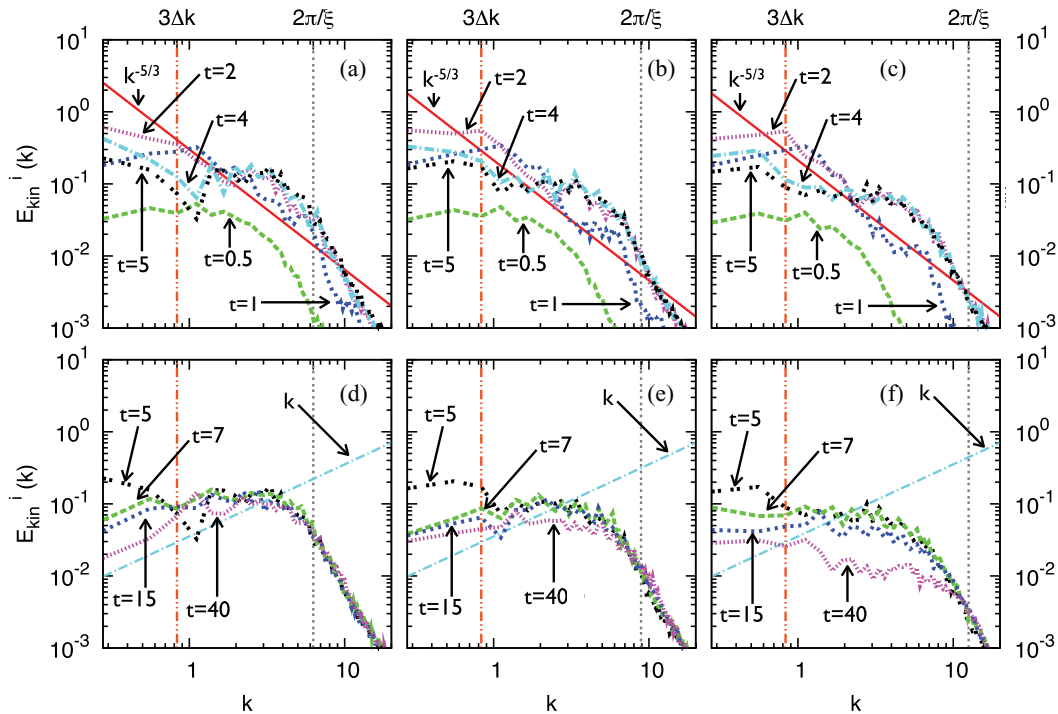 3Δk 2π/ξ 3Δk 2π/ξ 3Δk 2π/ξ
10^1 (a) (b) (c) 10^1
k^-5/3 t=2 k^-5/3 t=2 k^-5/3 t=2
10^0 10^0
t=4 t=4 t=4
E_kin^i (k)
10^-1 10^-1
10^-2 10^-2
t=5 t=0.5 t=5 t=0.5 t=5 t=0.5
t=1 t=1 t=1
10^-3 10^-3
10^1 (d) (e) (f) 10^1
t=5 k t=5 k t=5 k
10^0 10^0
t=7 t=7 t=7
E_kin^i (k)
10^-1 10^-1
10^-2 10^-2
t=15 t=40 t=15 t=40 t=15 t=40
10^-3 10^-3
1 10 1 10 1 10
k k k